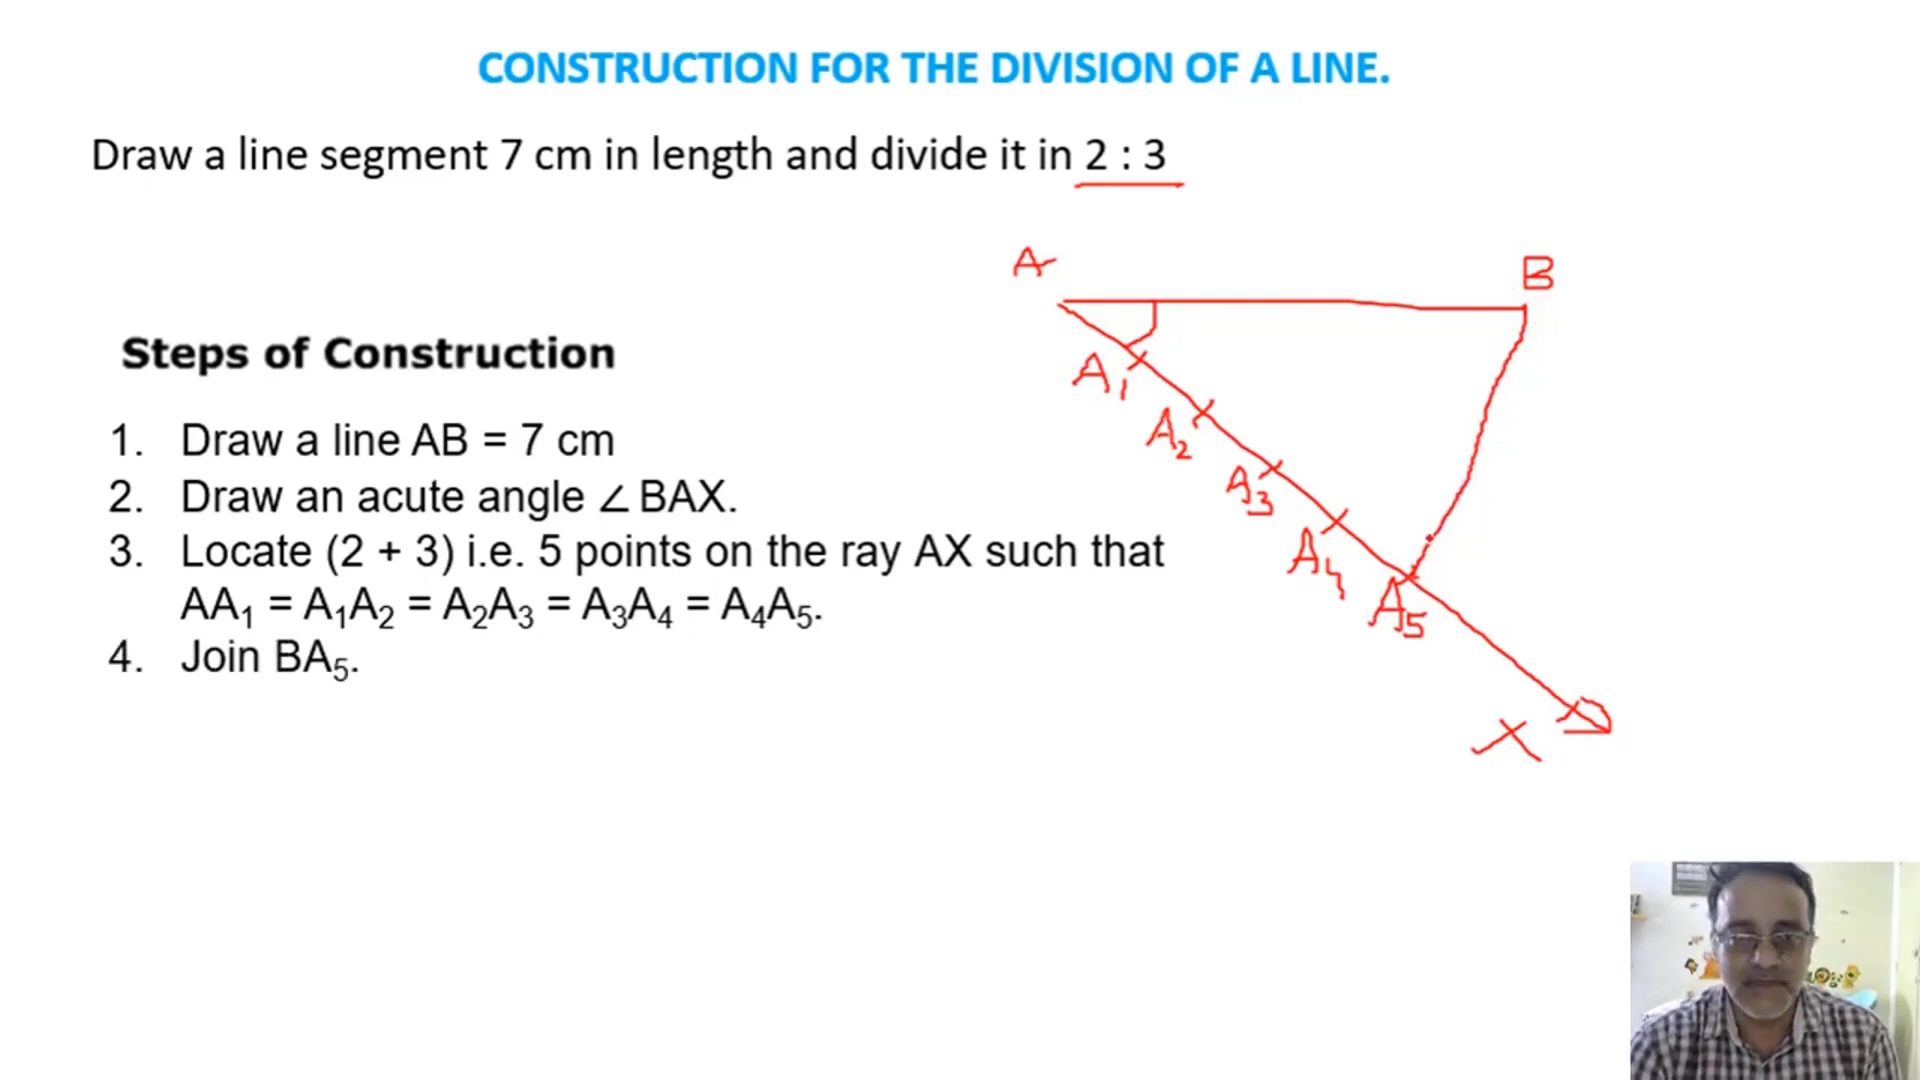 CONSTRUCTION FOR THE DIVISION OF A LINE.
Draw a line segment 7 cm in length and divide it in 2 : 3
A
B
Steps of Construction
A₁
1. Draw a line AB = 7 cm
A₂
2. Draw an acute angle ∠BAX.
A₃
3. Locate (2 + 3) i.e. 5 points on the ray AX such that
A₄
AA₁ = A₁A₂ = A₂A₃ = A₃A₄ = A₄A₅.
A₅
4. Join BA₅.
X